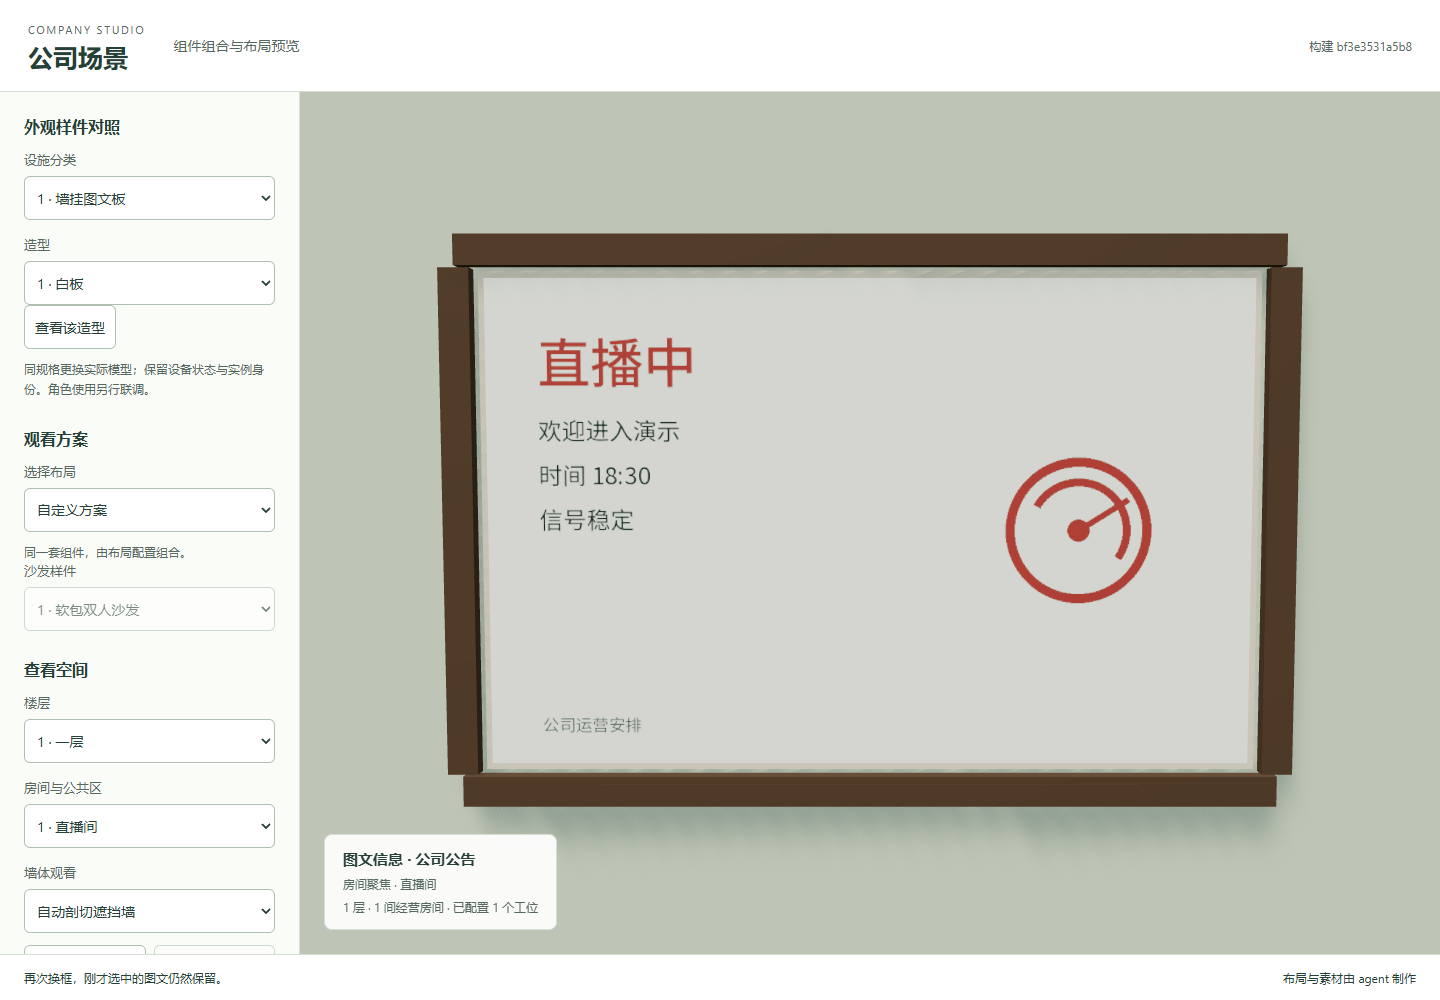 COMPANY STUDIO
公司场景
组件组合与布局预览
构建 bf3e3531a5b8
外观样件对照
设施分类
1 · 墙挂图文板
造型
1 · 白板
查看该造型
同规格更换实际模型；保留设备状态与实例身
份。角色使用另行联调。
观看方案
选择布局
自定义方案
同一套组件，由布局配置组合。
沙发样件
1 · 软包双人沙发
查看空间
楼层
1 · 一层
房间与公共区
1 · 直播间
墙体观看
自动剖切遮挡墙
直播中
欢迎进入演示
时间 18:30
信号稳定
公司运营安排
图文信息 · 公司公告
房间聚焦 · 直播间
1 层 · 1 间经营房间 · 已配置 1 个工位
再次换框，刚才选中的图文仍然保留。
布局与素材由 agent 制作